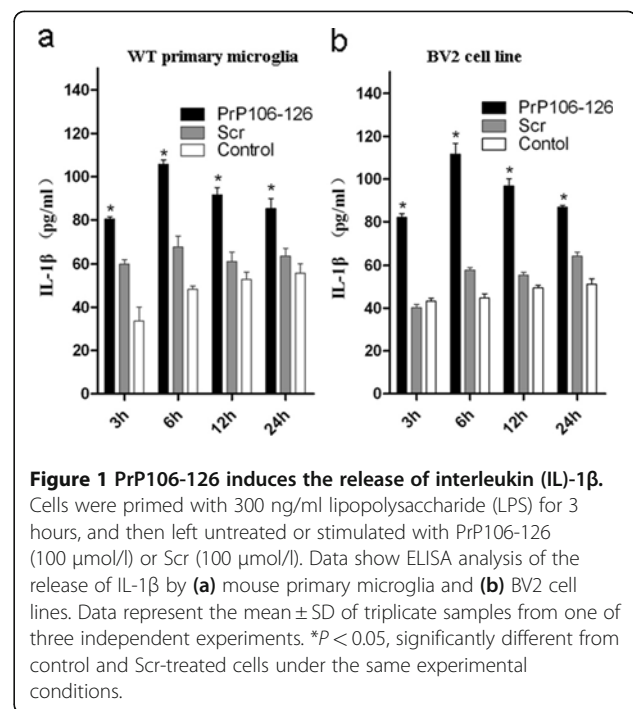 a
WT primary microglia
140
120
100
80
60
40
20
0
IL-1β (pg/ml)
PrP106-126
Scr
Control
*
*
*
*
3h
6h
12h
24h
b
BV2 cell line
140
120
100
80
60
40
20
0
IL-1β (pg/ml)
PrP106-126
Scr
Contol
*
*
*
*
3h
6h
12h
24h
Figure 1 PrP106-126 induces the release of interleukin (IL)-1β.
Cells were primed with 300 ng/ml lipopolysaccharide (LPS) for 3
hours, and then left untreated or stimulated with PrP106-126
(100 μmol/l) or Scr (100 μmol/l). Data show ELISA analysis of the
release of IL-1β by (a) mouse primary microglia and (b) BV2 cell
lines. Data represent the mean ± SD of triplicate samples from one of
three independent experiments. *P < 0.05, significantly different from
control and Scr-treated cells under the same experimental
conditions.